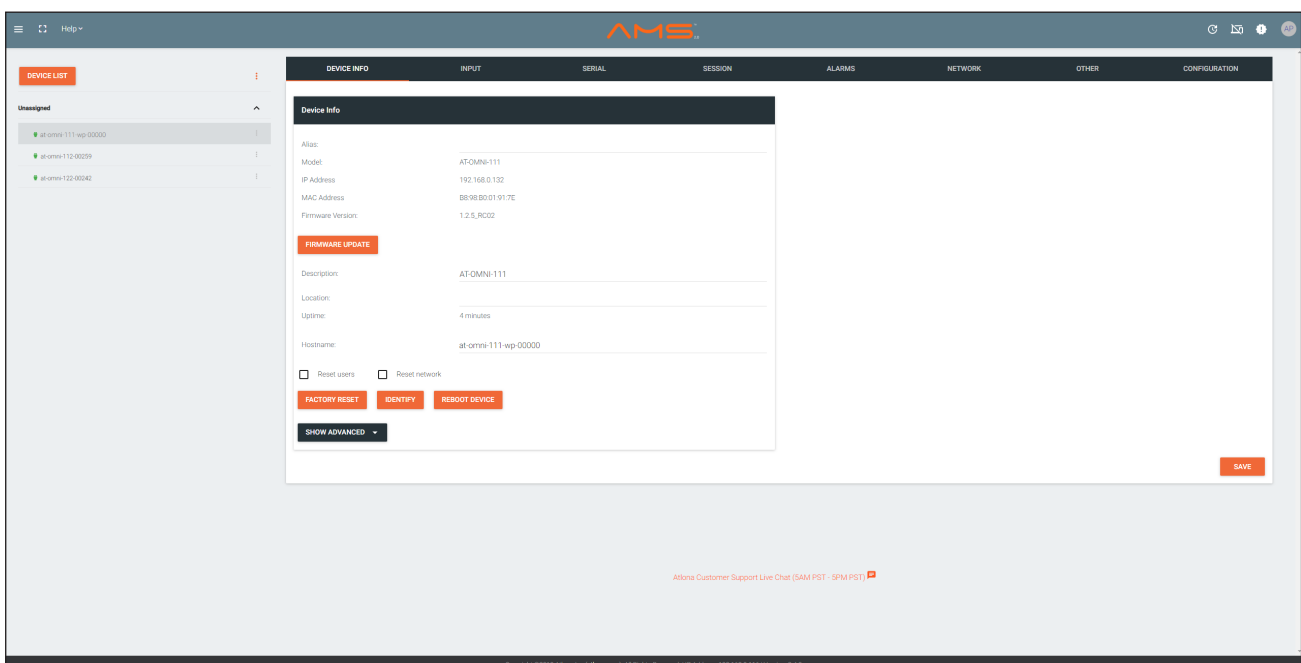 Help
AMS
AP
DEVICE LIST
Unassigned
at-omni-111-wp-00000
at-omni-112-00259
at-omni-122-00242
DEVICE INFO INPUT SERIAL SESSION ALARMS NETWORK OTHER CONFIGURATION
Device Info
Alias:
Model: AT-OMNI-111
IP Address 192.168.0.132
MAC Address B8:98:B0:01:91:7E
Firmware Version: 1.2.5_RC02
FIRMWARE UPDATE
Description: AT-OMNI-111
Location:
Uptime: 4 minutes
Hostname: at-omni-111-wp-00000
Reset users Reset network
FACTORY RESET IDENTIFY REBOOT DEVICE
SHOW ADVANCED
SAVE
Atlona Customer Support Live Chat (5AM PST - 5PM PST)